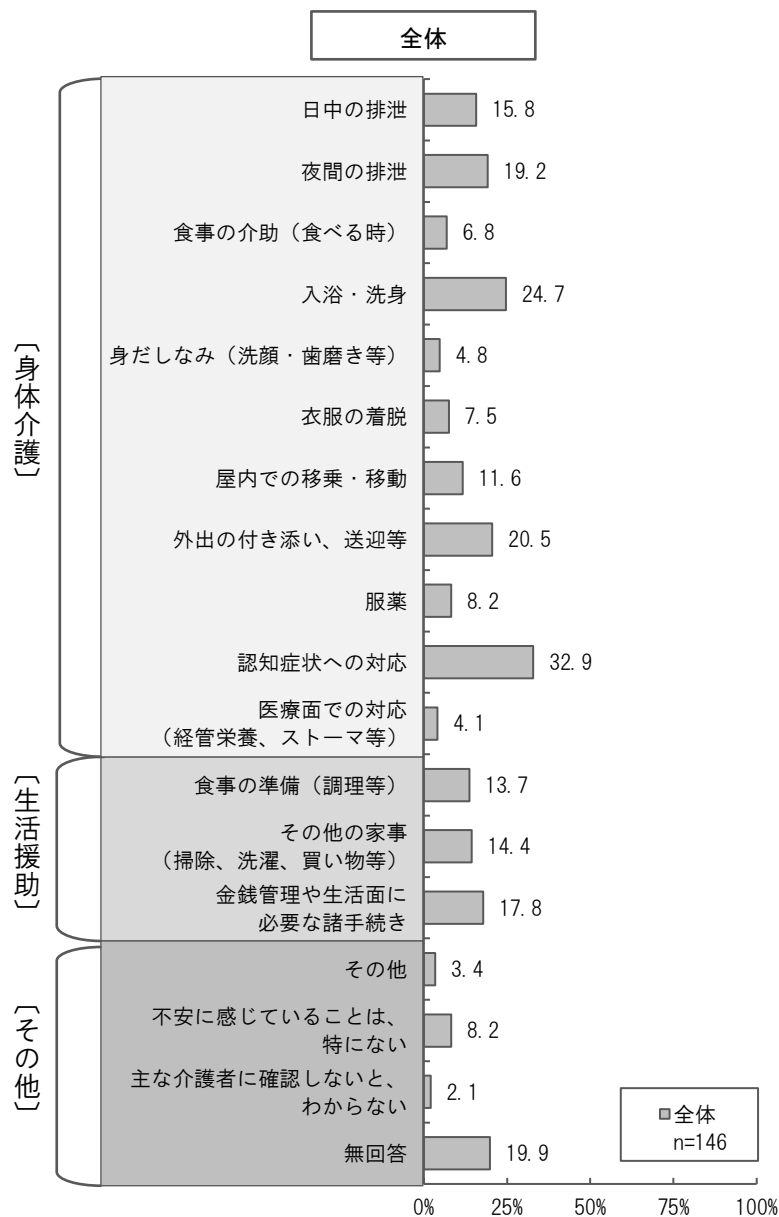 全体
〔身体介護〕
日中の排泄 15.8
夜間の排泄 19.2
食事の介助（食べる時） 6.8
入浴・洗身 24.7
身だしなみ（洗顔・歯磨き等） 4.8
衣服の着脱 7.5
屋内での移乗・移動 11.6
外出の付き添い、送迎等 20.5
服薬 8.2
認知症状への対応 32.9
医療面での対応
（経管栄養、ストーマ等） 4.1
〔生活援助〕
食事の準備（調理等） 13.7
その他の家事
（掃除、洗濯、買い物等） 14.4
金銭管理や生活面に
必要な諸手続き 17.8
〔その他〕
その他 3.4
不安に感じていることは、
特にない 8.2
主な介護者に確認しないと、
わからない 2.1
無回答 19.9
全体
n=146
0% 25% 50% 75% 100%